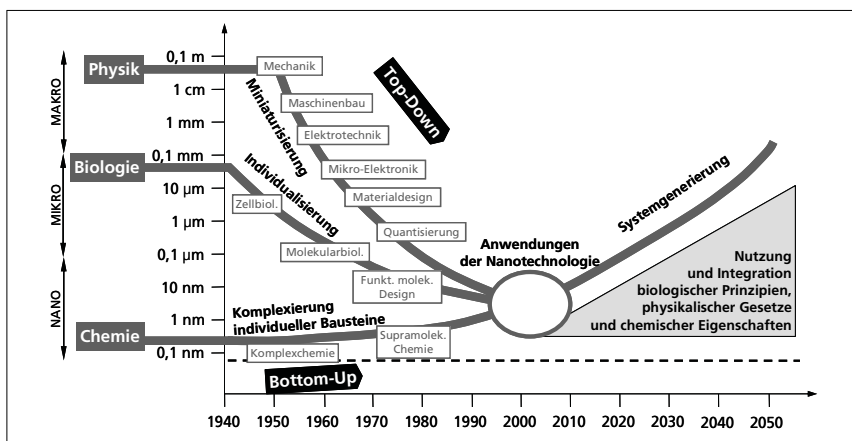 0,1 m
Physik
Mechanik
Top-Down
MAKRO
1 cm
Miniaturisierung
Maschinenbau
1 mm
Elektrotechnik
0,1 mm
Biologie
Individualisierung
Mikro-Elektronik
MIKRO
10 µm
Materialdesign
Zellbiol.
1 µm
Quantisierung
Systemgenerierung
Molekularbiol.
Anwendungen
der Nanotechnologie
0,1 µm
Funkt. molek.
Design
NANO
10 nm
Komplexierung
individueller Bausteine
1 nm
Chemie
Supramolek.
Chemie
0,1 nm
Komplexchemie
Nutzung
und Integration
biologischer Prinzipien,
physikalischer Gesetze
und chemischer Eigenschaften
Bottom-Up
1940 1950 1960 1970 1980 1990 2000 2010 2020 2030 2040 2050